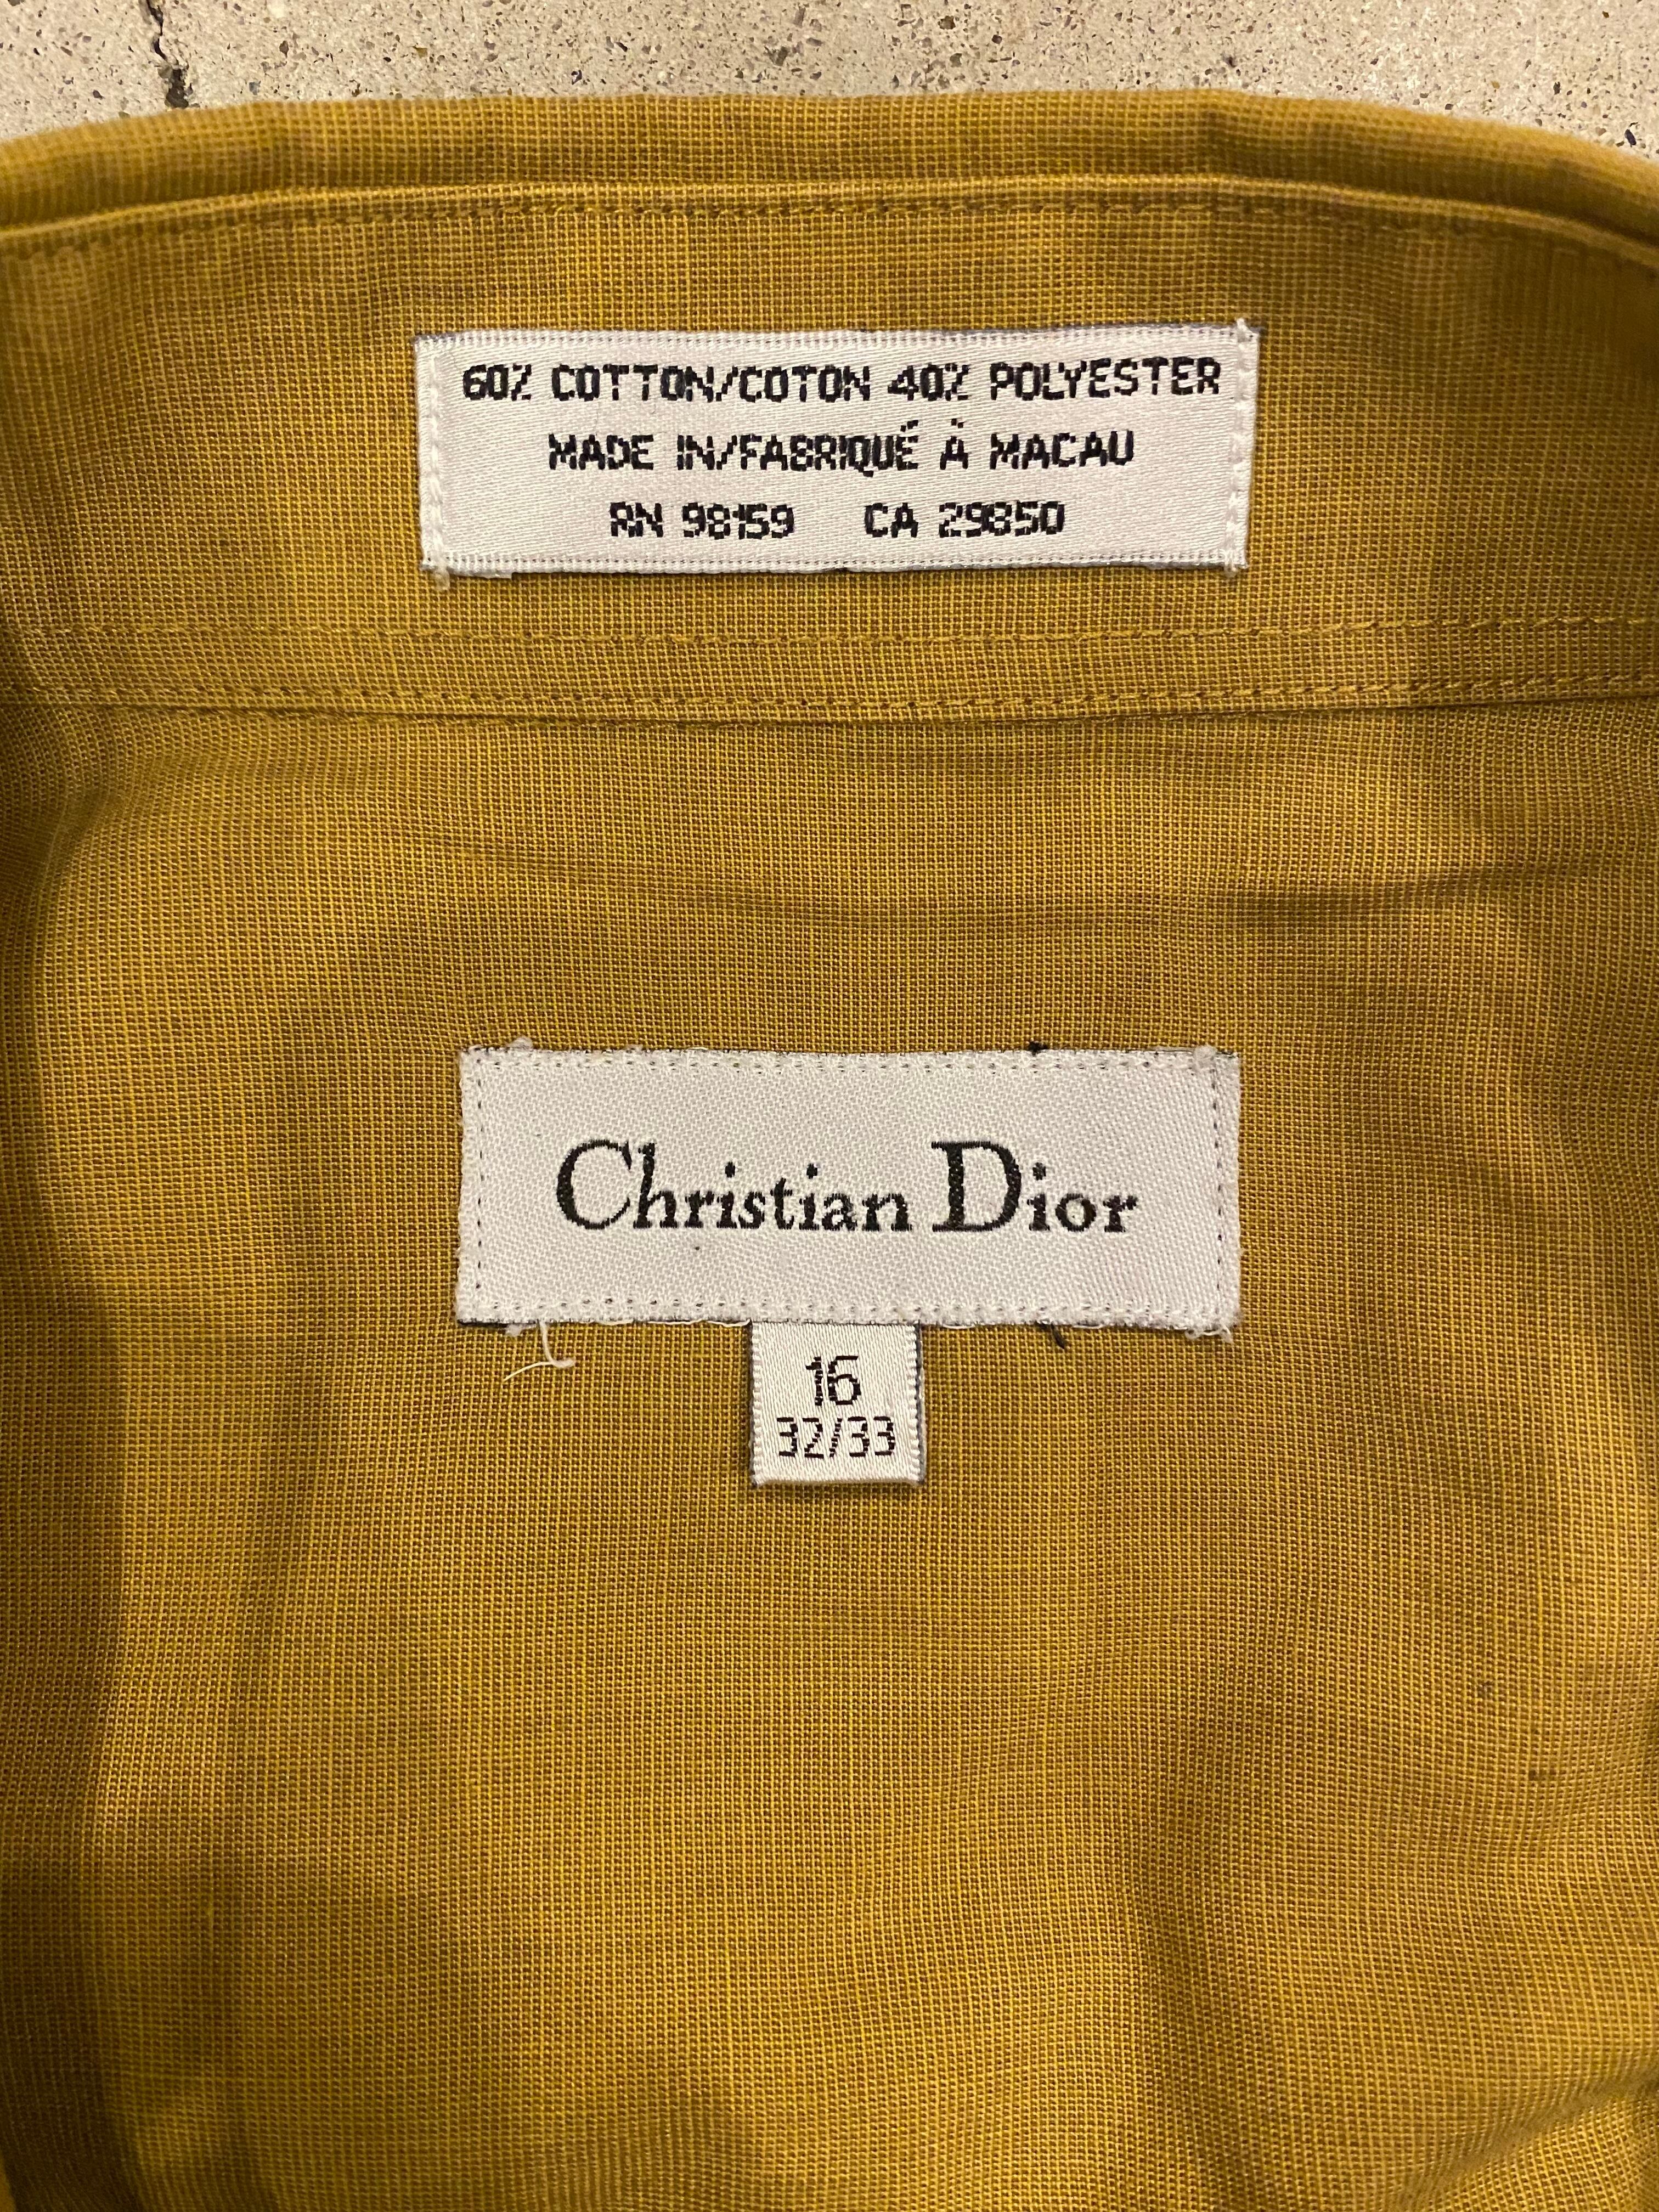 60% COTTON/COTON 40% POLYESTER
MADE IN/FABRIQUÉ À MACAU
RN 98159 CA 29850
Christian Dior
16
32/33